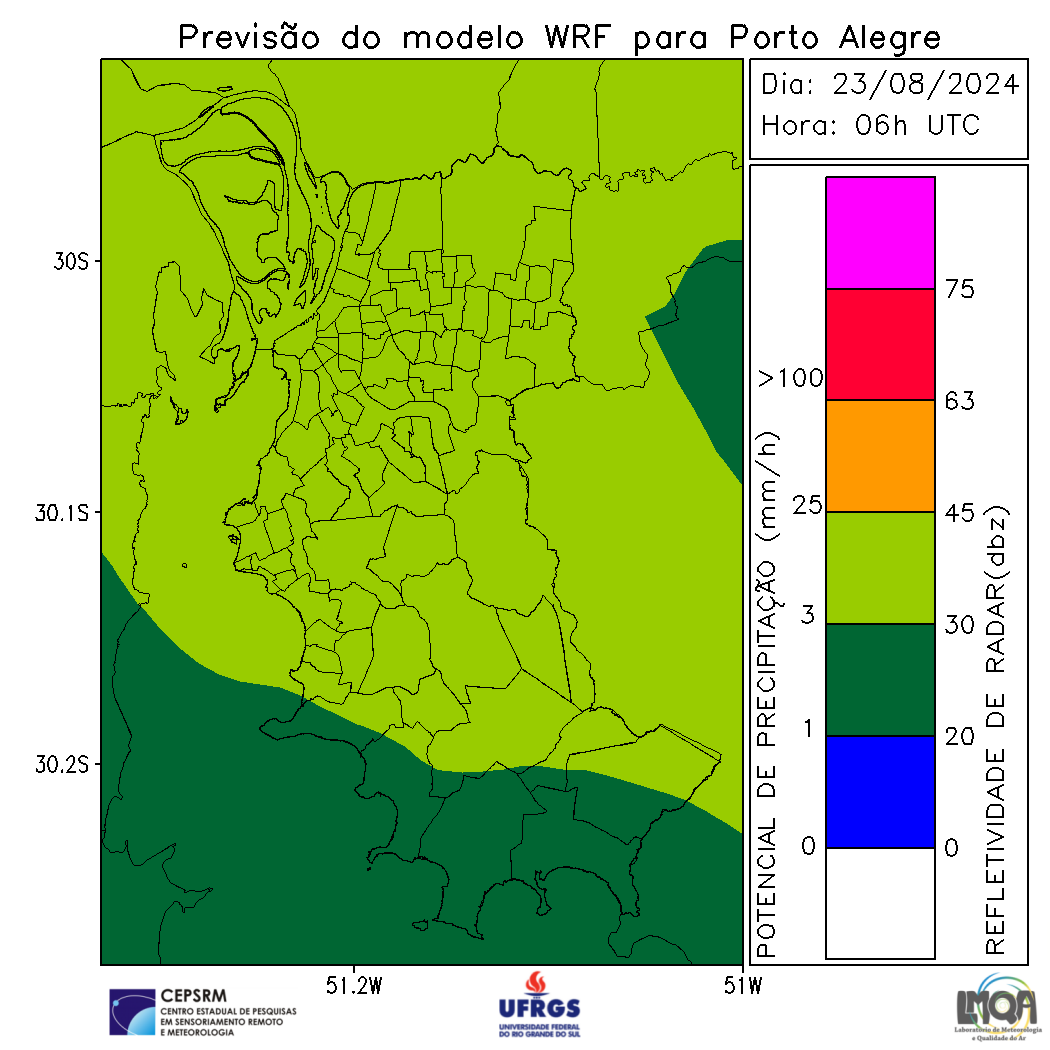 Previsão do modelo WRF para Porto Alegre
Dia: 23/08/2024
Hora: 06h UTC
30S
30.1S
30.2S
51.2W
51W
POTENCIAL DE PRECIPITAÇÃO (mm/h)
>100
25
3
1
0
75
63
45
30
20
0
REFLETIVIDADE DE RADAR(dbz)
CEPSRM
CENTRO ESTADUAL DE PESQUISAS
EM SENSORIAMENTO REMOTO
E METEOROLOGIA
UFRGS
UNIVERSIDADE FEDERAL
DO RIO GRANDE DO SUL
LMQA
Laboratório de Meteorologia
e Qualidade do Ar